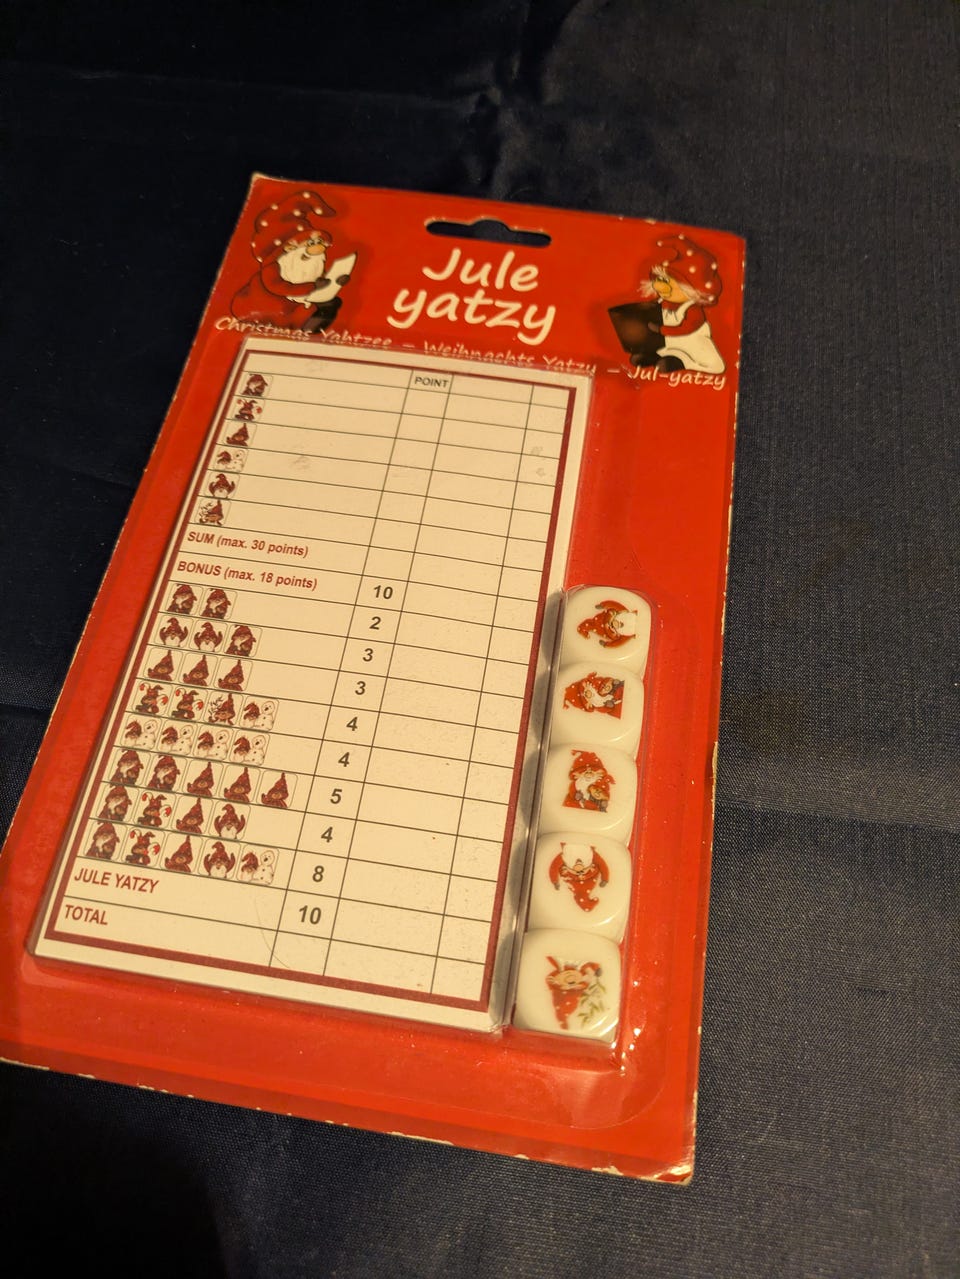 Jule
yatzy
Christmas Yahtzee – Weihnachts Yatzy – Jul-yatzy
POINT
SUM (max. 30 points)
BONUS (max. 18 points) 10
2
3
3
4
4
5
4
8
JULE YATZY 10
TOTAL